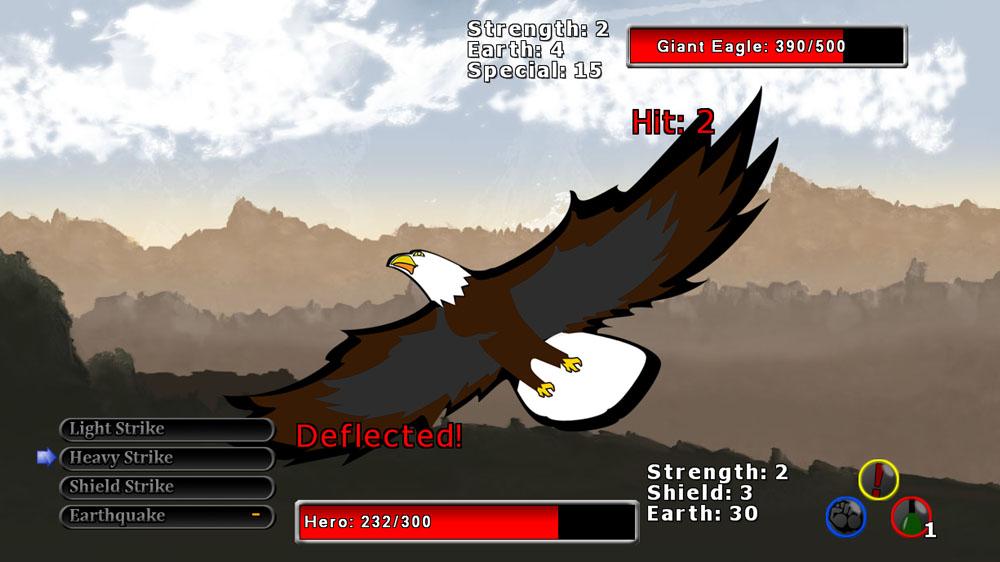 Strength: 2
Earth: 4
Special: 15
Giant Eagle: 390/500
Hit: 2
Deflected!
Light Strike
Heavy Strike
Shield Strike
Earthquake -
Hero: 232/300
Strength: 2
Shield: 3
Earth: 30
!
1